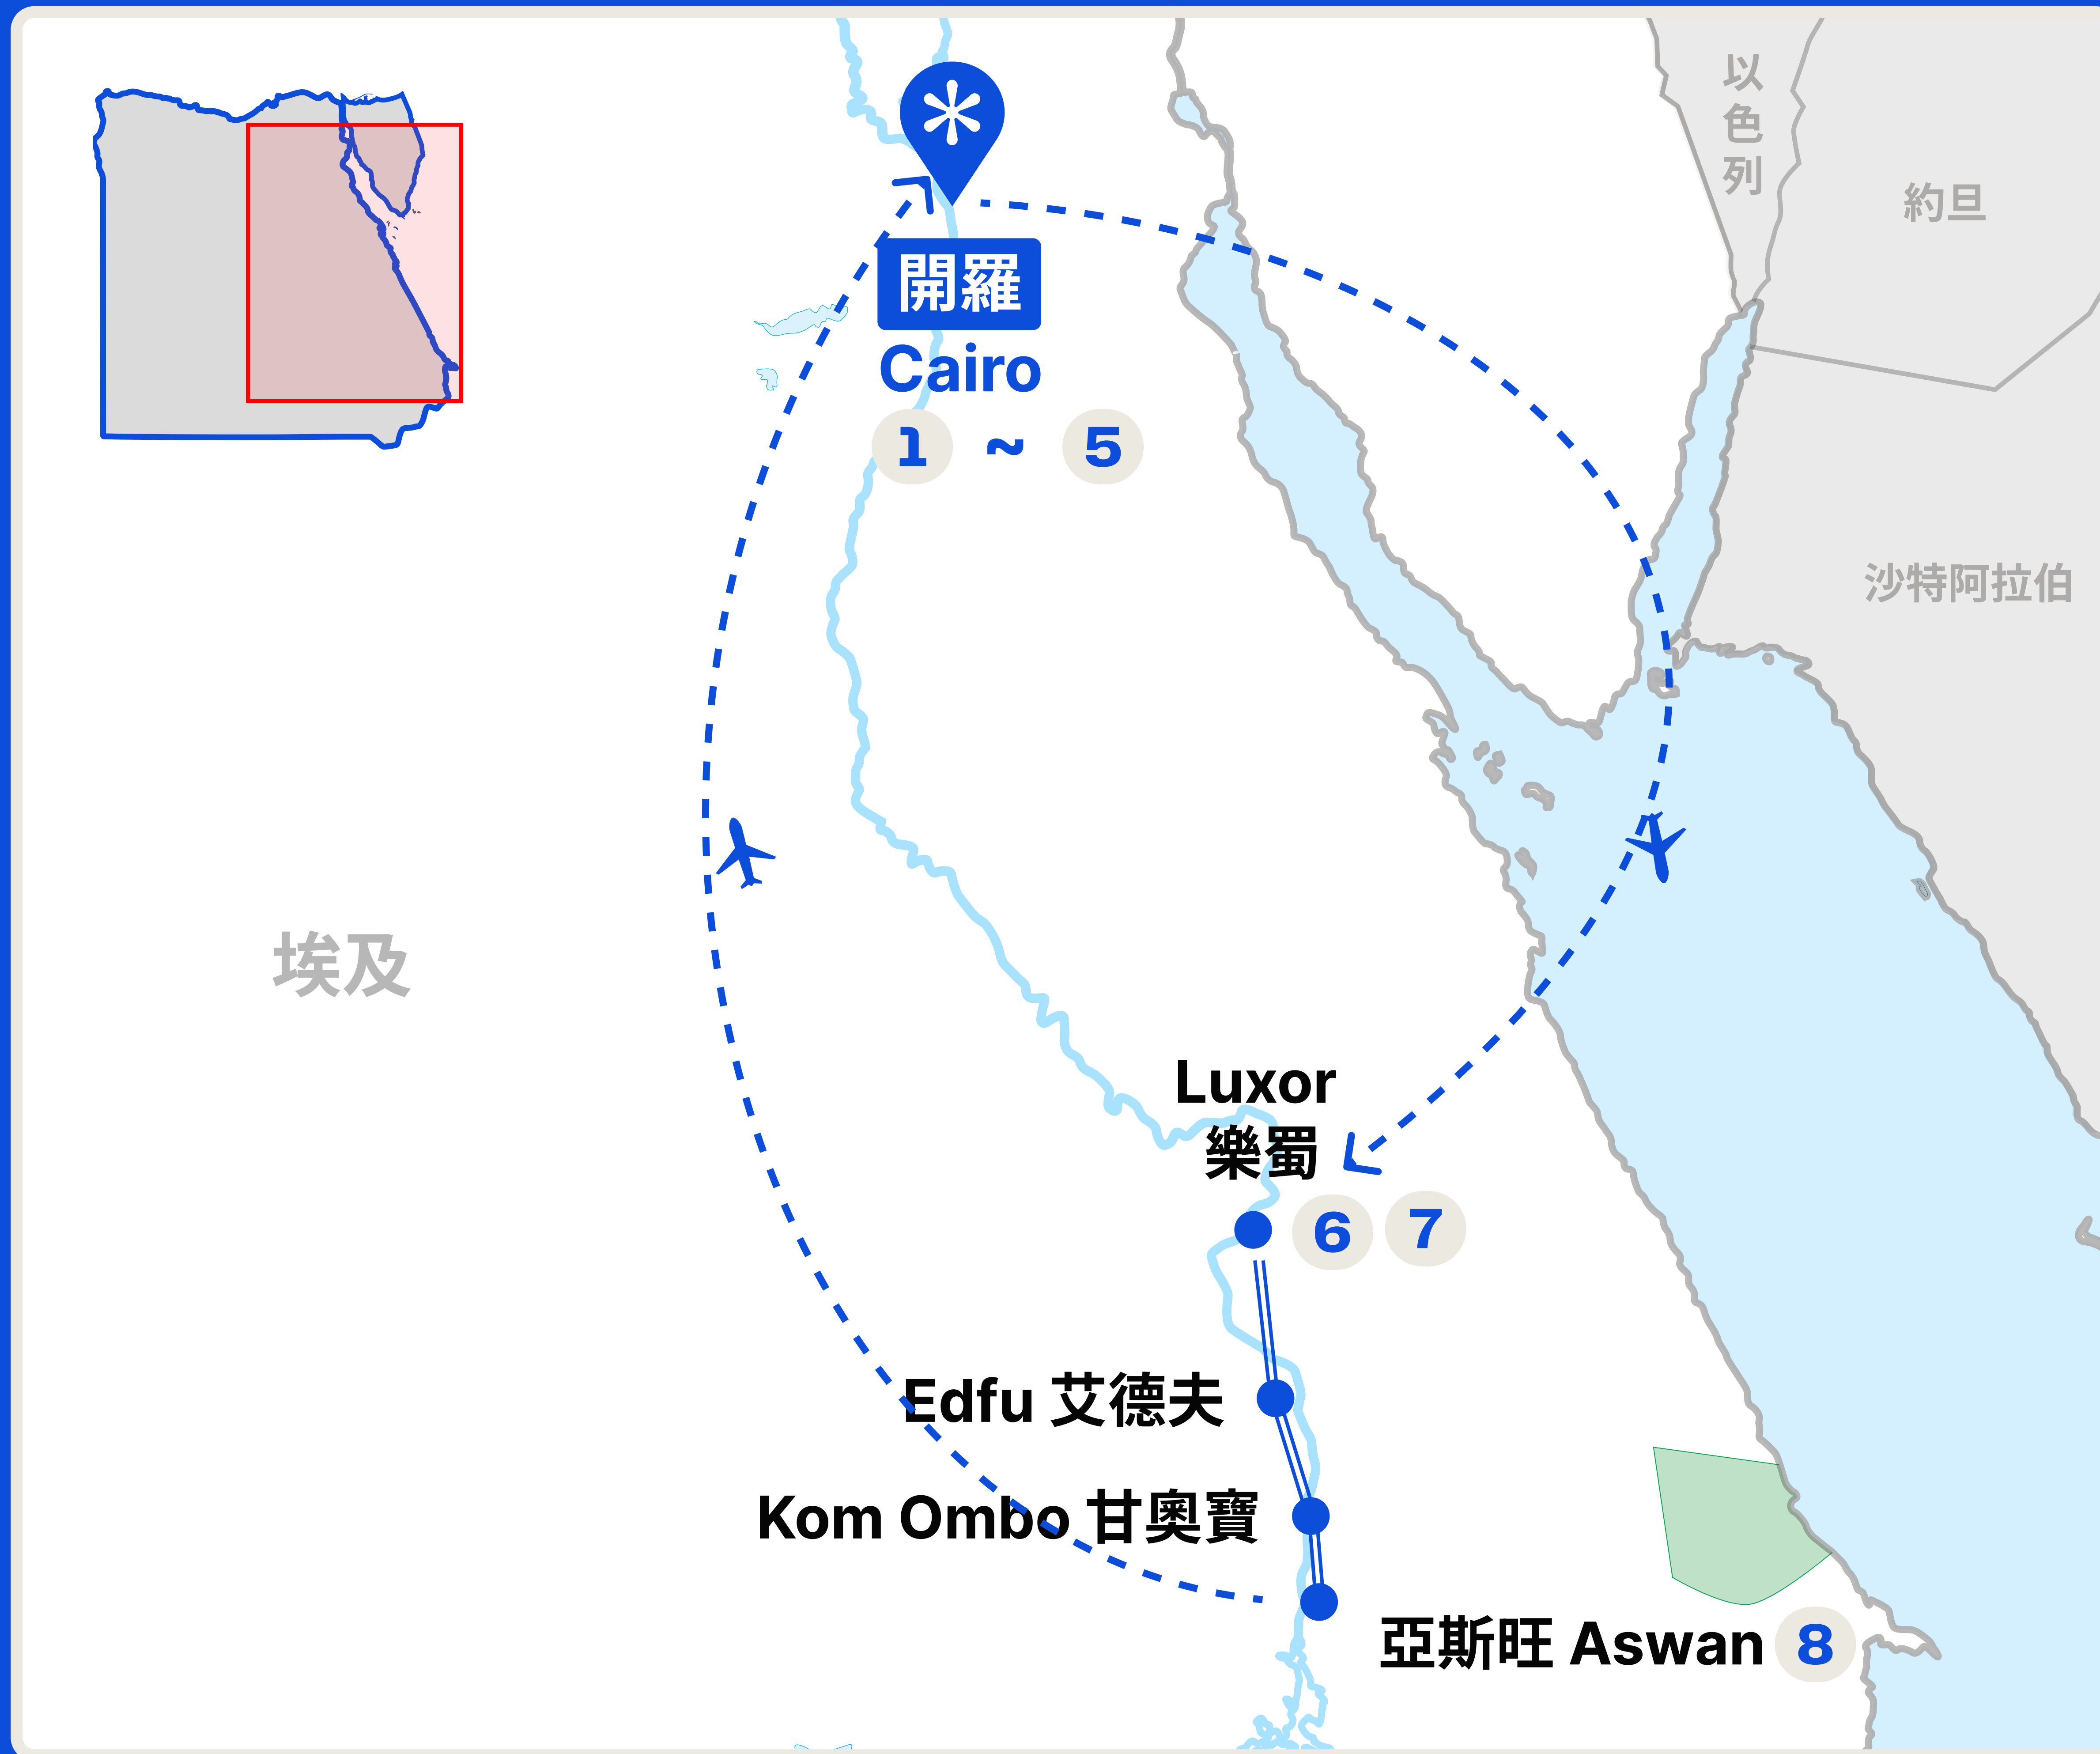 以色列
約旦
開羅
Cairo
1 ~ 5
沙特阿拉伯
埃及
Luxor
樂蜀
6 7
Edfu 艾德夫
Kom Ombo 甘奧寶
亞斯旺 Aswan 8